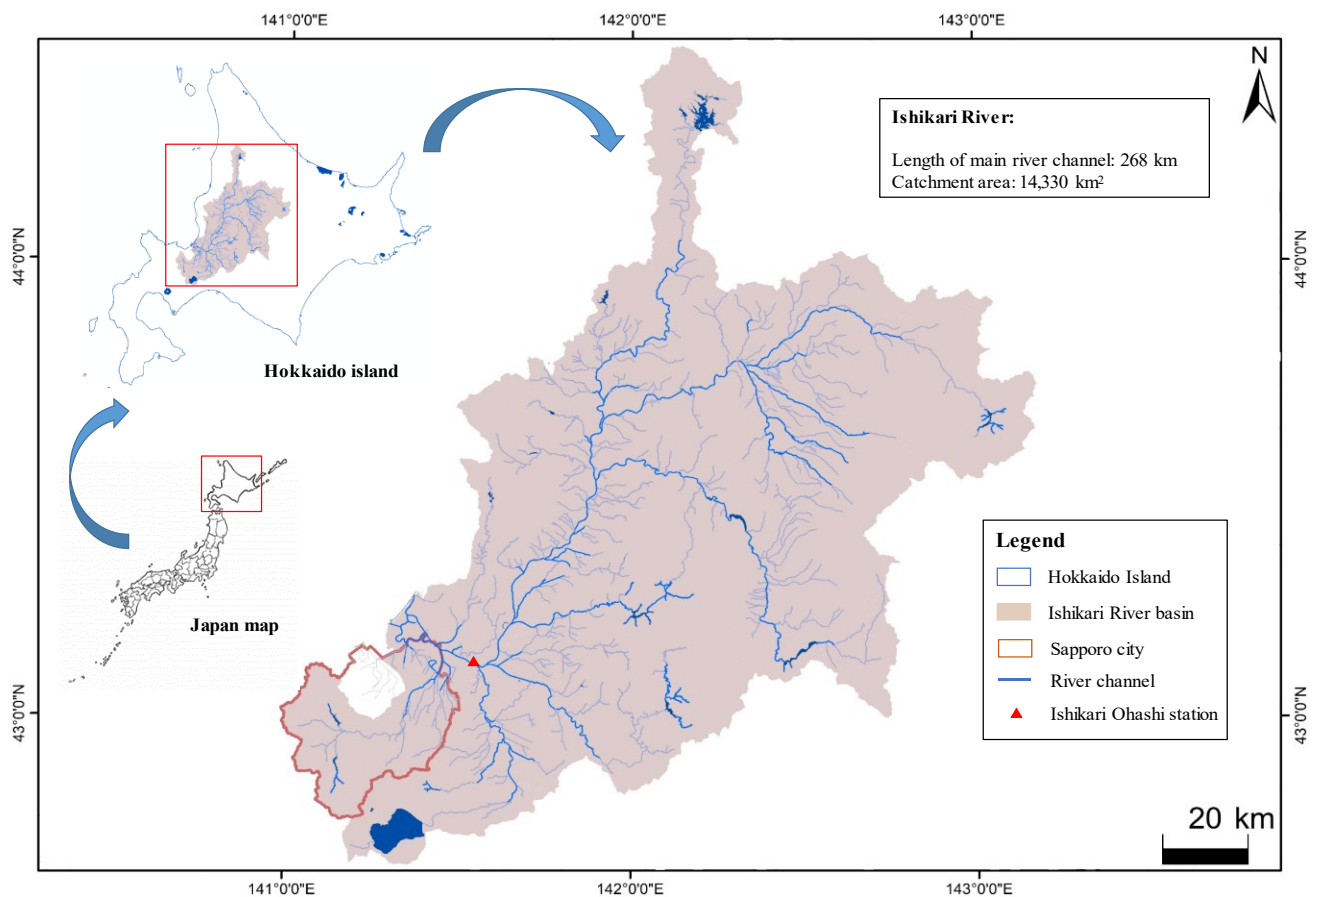 141°0'0"E
142°0'0"E
143°0'0"E
N
Ishikari River:
Length of main river channel: 268 km
Catchment area: 14,330 km²
44°0'0"N
44°0'0"N
Hokkaido island
Japan map
Legend
Hokkaido Island
Ishikari River basin
Sapporo city
River channel
Ishikari Ohashi station
43°0'0"N
43°0'0"N
20 km
141°0'0"E
142°0'0"E
143°0'0"E